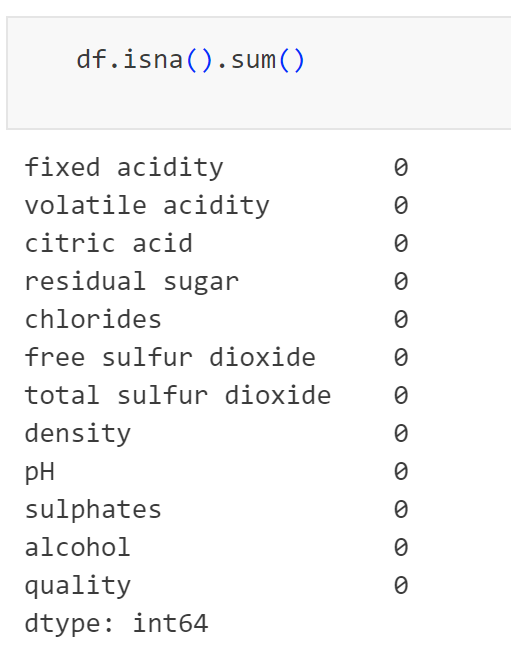 df.isna().sum()
fixed acidity 0
volatile acidity 0
citric acid 0
residual sugar 0
chlorides 0
free sulfur dioxide 0
total sulfur dioxide 0
density 0
pH 0
sulphates 0
alcohol 0
quality 0
dtype: int64